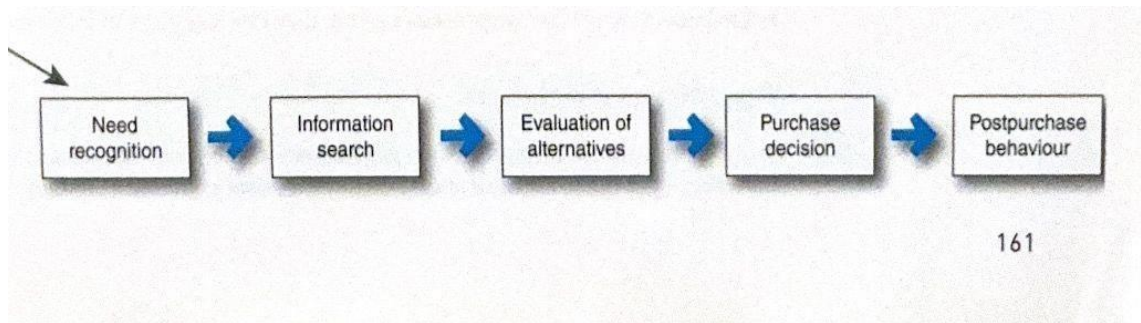 Need
recognition
Information
search
Evaluation of
alternatives
Purchase
decision
Postpurchase
behaviour
161